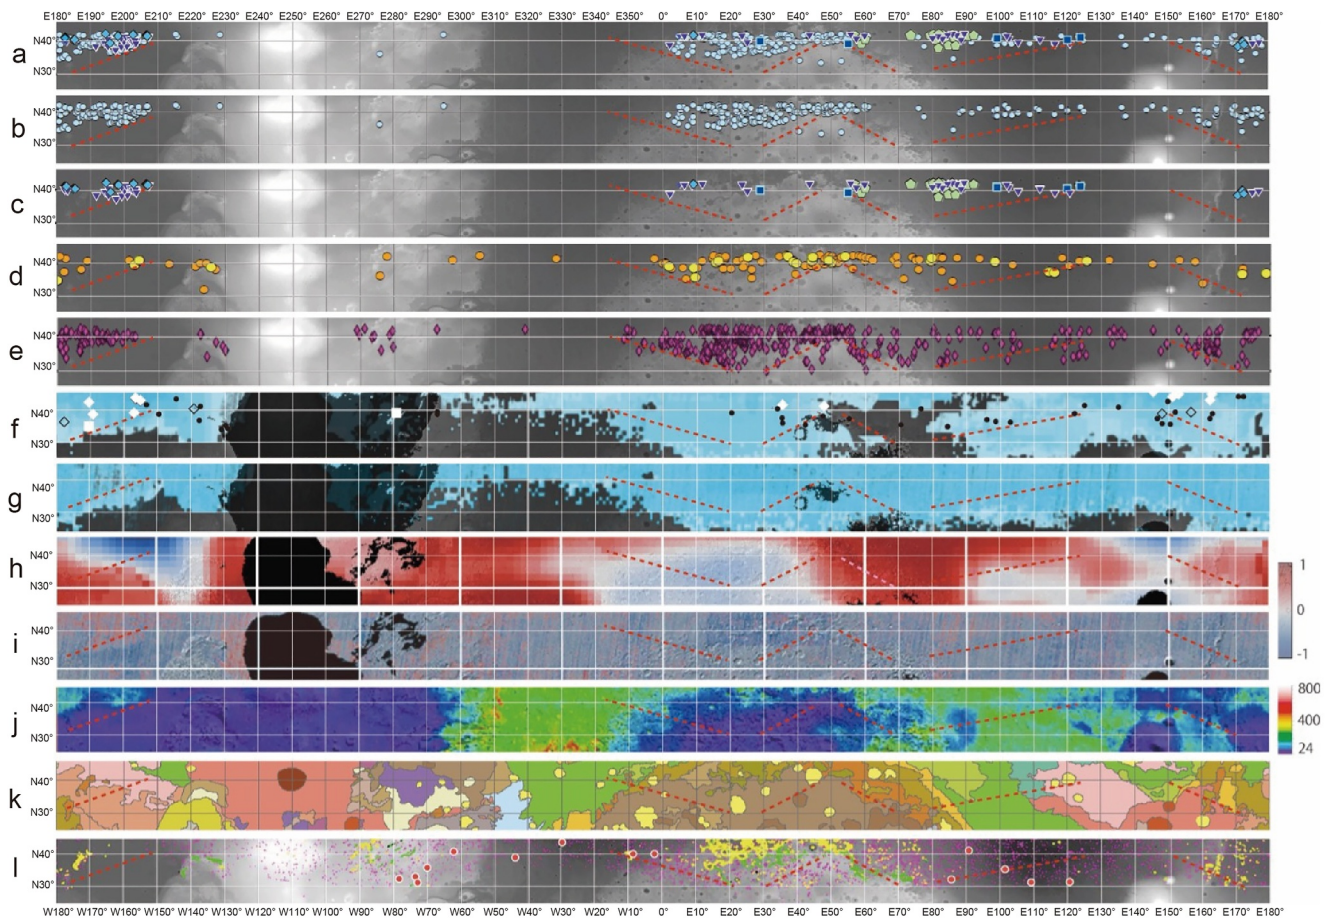 E180° E190° E200° E210° E220° E230° E240° E250° E260° E270° E280° E290° E300° E310° E320° E330° E340° E350° 0° E10° E20° E30° E40° E50° E60° E70° E80° E90° E100° E110° E120° E130° E140° E150° E160° E170° E180°
N40°
a
N30°
N40°
b
N30°
N40°
c
N30°
N40°
d
N30°
N40°
e
N30°
N40°
f
N30°
N40°
g
N30°
N40°
h
N30°
1
0
-1
N40°
i
N30°
N40°
j
N30°
800
400
24
N40°
k
N30°
N40°
l
N30°
W180° W170° W160° W150° W140° W130° W120° W110° W100° W90° W80° W70° W60° W50° W40° W30° W20° W10° 0° E10° E20° E30° E40° E50° E60° E70° E80° E90° E100° E110° E120° E130° E140° E150° E160° E170° E180°